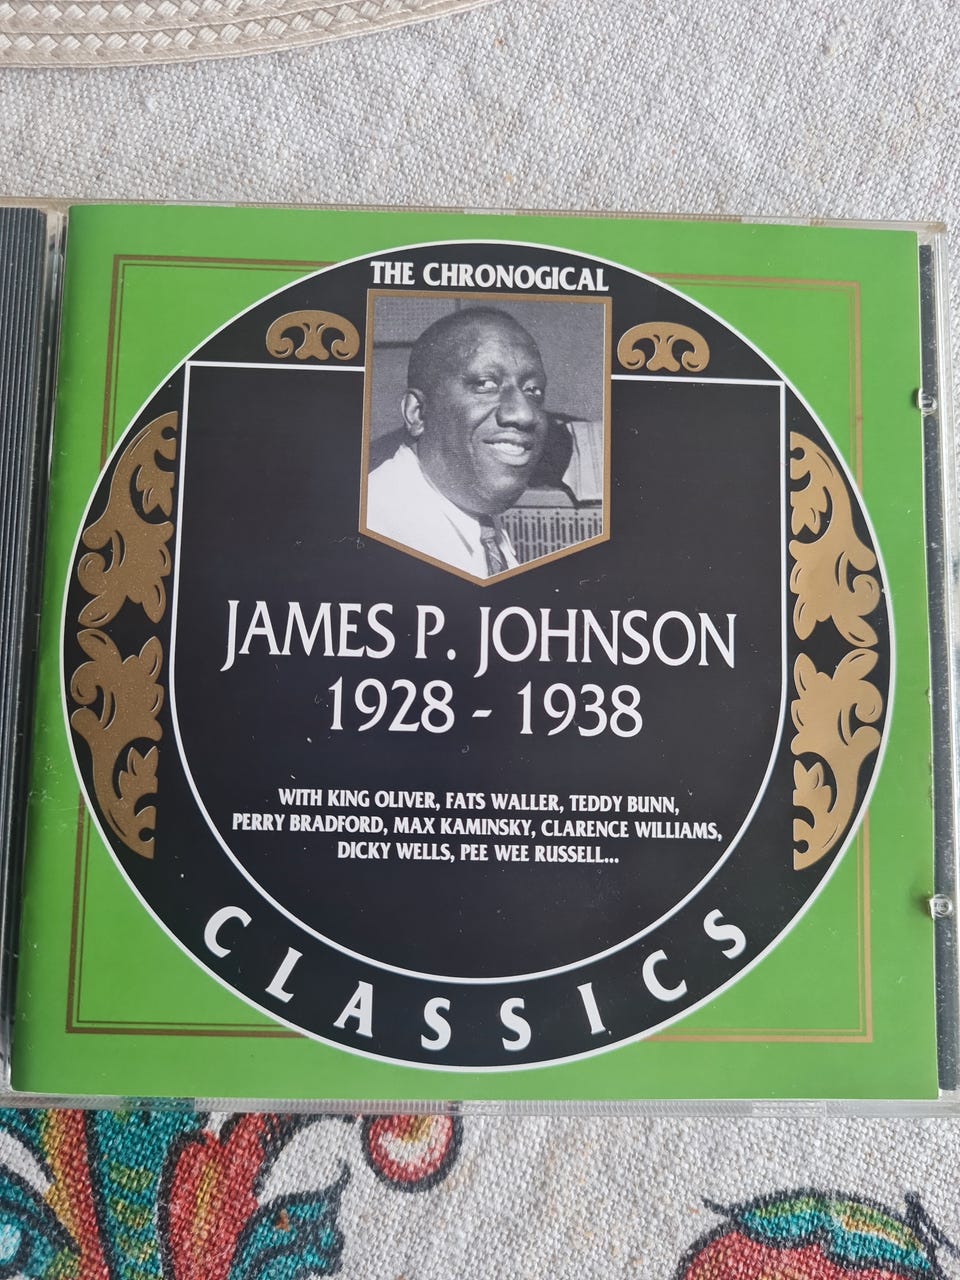 THE CHRONOGICAL
JAMES P. JOHNSON
1928 - 1938
WITH KING OLIVER, FATS WALLER, TEDDY BUNN,
PERRY BRADFORD, MAX KAMINSKY, CLARENCE WILLIAMS,
DICKY WELLS, PEE WEE RUSSELL...
CLASSICS